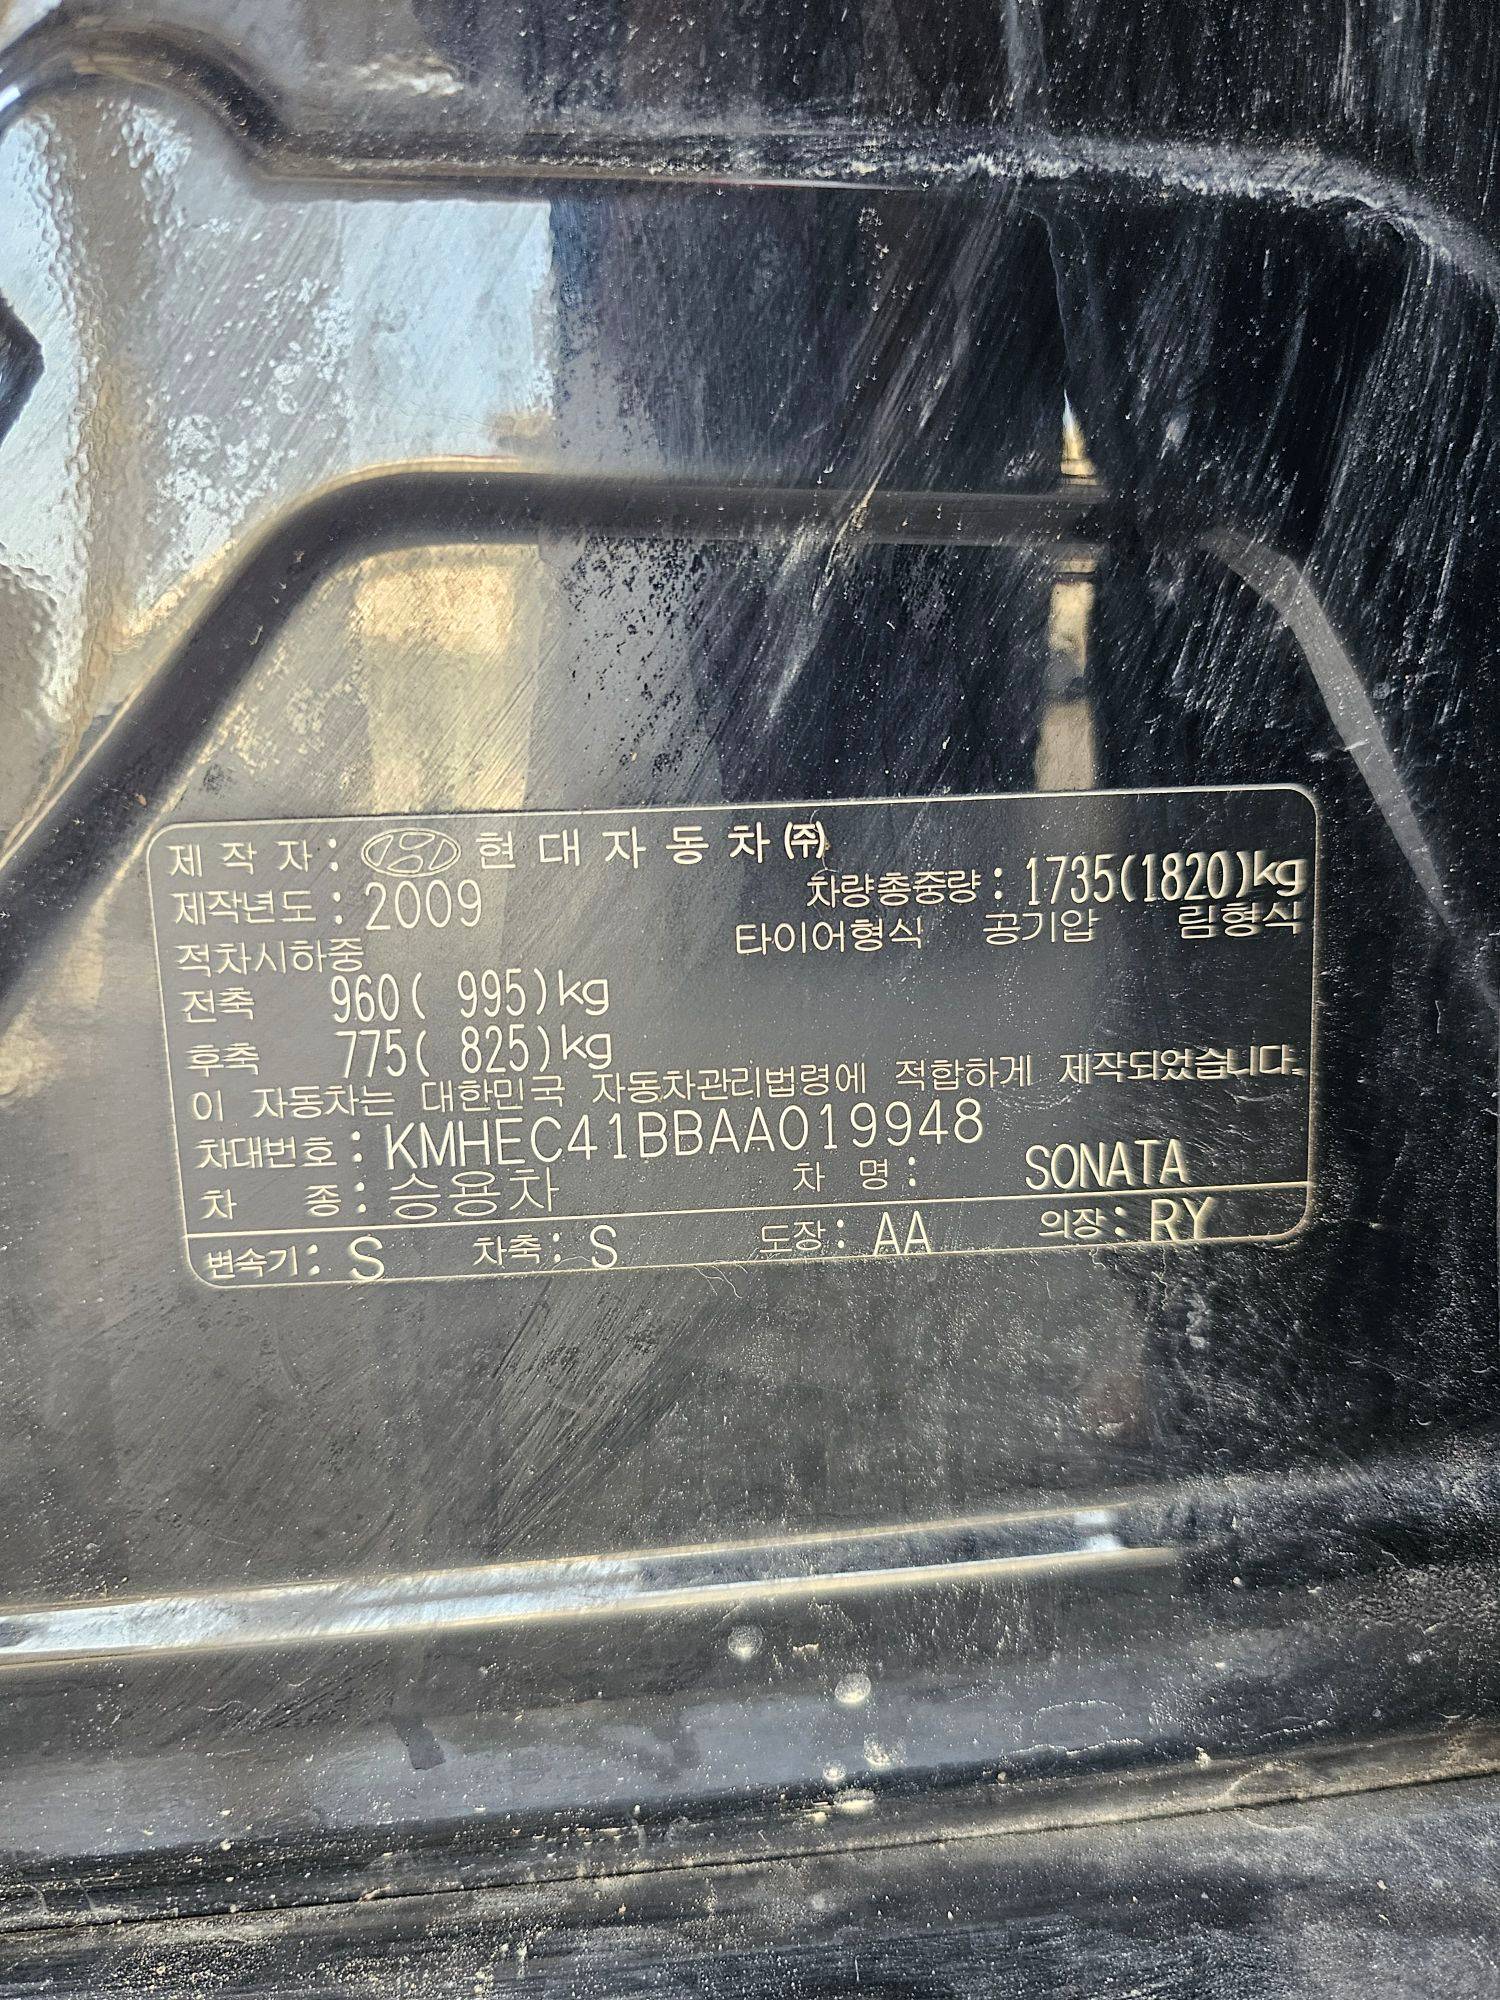 제 작 자 : 현 대 자 동 차 ㈜
제작년도 : 2009 차량총중량 : 1735(1820)kg
적차시하중 타이어형식 공기압 림형식
전축 960( 995)kg
후축 775( 825)kg
이 자동차는 대한민국 자동차관리법령에 적합하게 제작되었습니다.
차대번호 : KMHEC41BBAA019948
차 종 : 승용차 차 명 : SONATA
변속기 : S 차축 : S 도장 : AA 의장 : RY